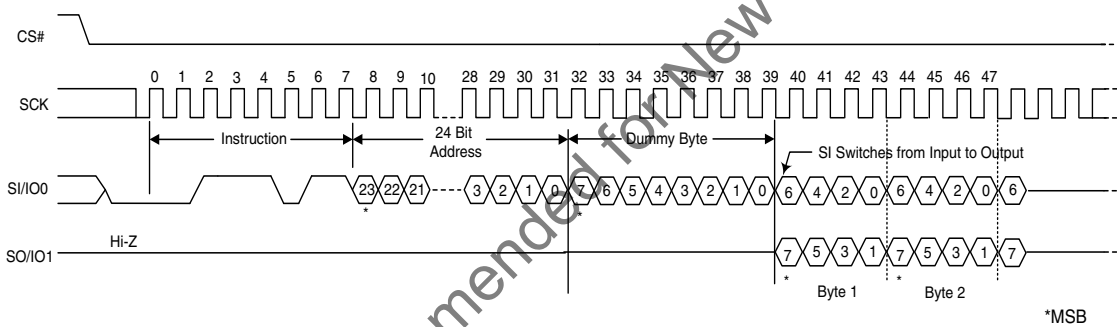 CS#
0 1 2 3 4 5 6 7 8 9 10 28 29 30 31 32 33 34 35 36 37 38 39 40 41 42 43 44 45 46 47
SCK
Instruction
24 Bit
Address
Dummy Byte
SI Switches from Input to Output
SI/IO0
23 22 21 3 2 1 0 7 6 5 4 3 2 1 0 6 4 2 0 6 4 2 0 6
* *
Hi-Z
SO/IO1
7 5 3 1 7 5 3 1 7
* *
Byte 1 Byte 2
*MSB
mended for New